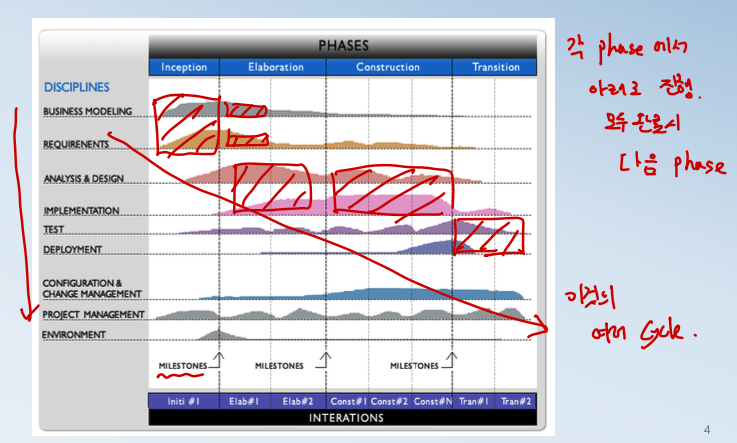 PHASES
Inception Elaboration Construction Transition
DISCIPLINES
BUSINESS MODELING
REQUIRENENTS
ANALYSIS & DESIGN
IMPLEMENTATION
TEST
DEPLOYMENT
CONFIGURATION &
CHANGE MANAGEMENT
PROJECT MANAGEMENT
ENVIRONMENT
MILESTONES MILESTONES MILESTONES
Initi #1 Elab#1 Elab#2 Const#1 Const#2 Const#N Tran#1 Tran#2
INTERATIONS
각 phase 에서
아래로 진행.
모두 완료시
다음 phase
이것의
여러 Cycle.
4